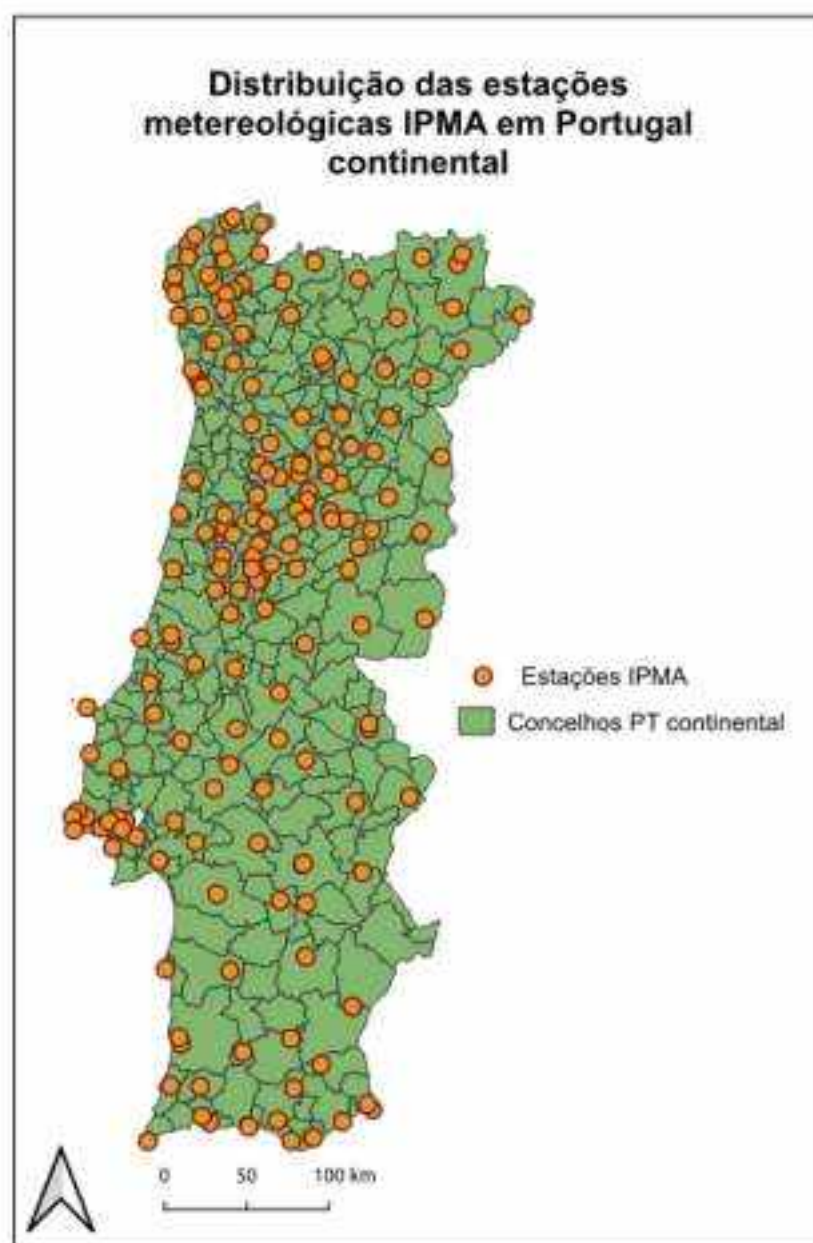 Distribuição das estações
metereológicas IPMA em Portugal
continental
Estações IPMA
Concelhos PT continental
0 50 100 km